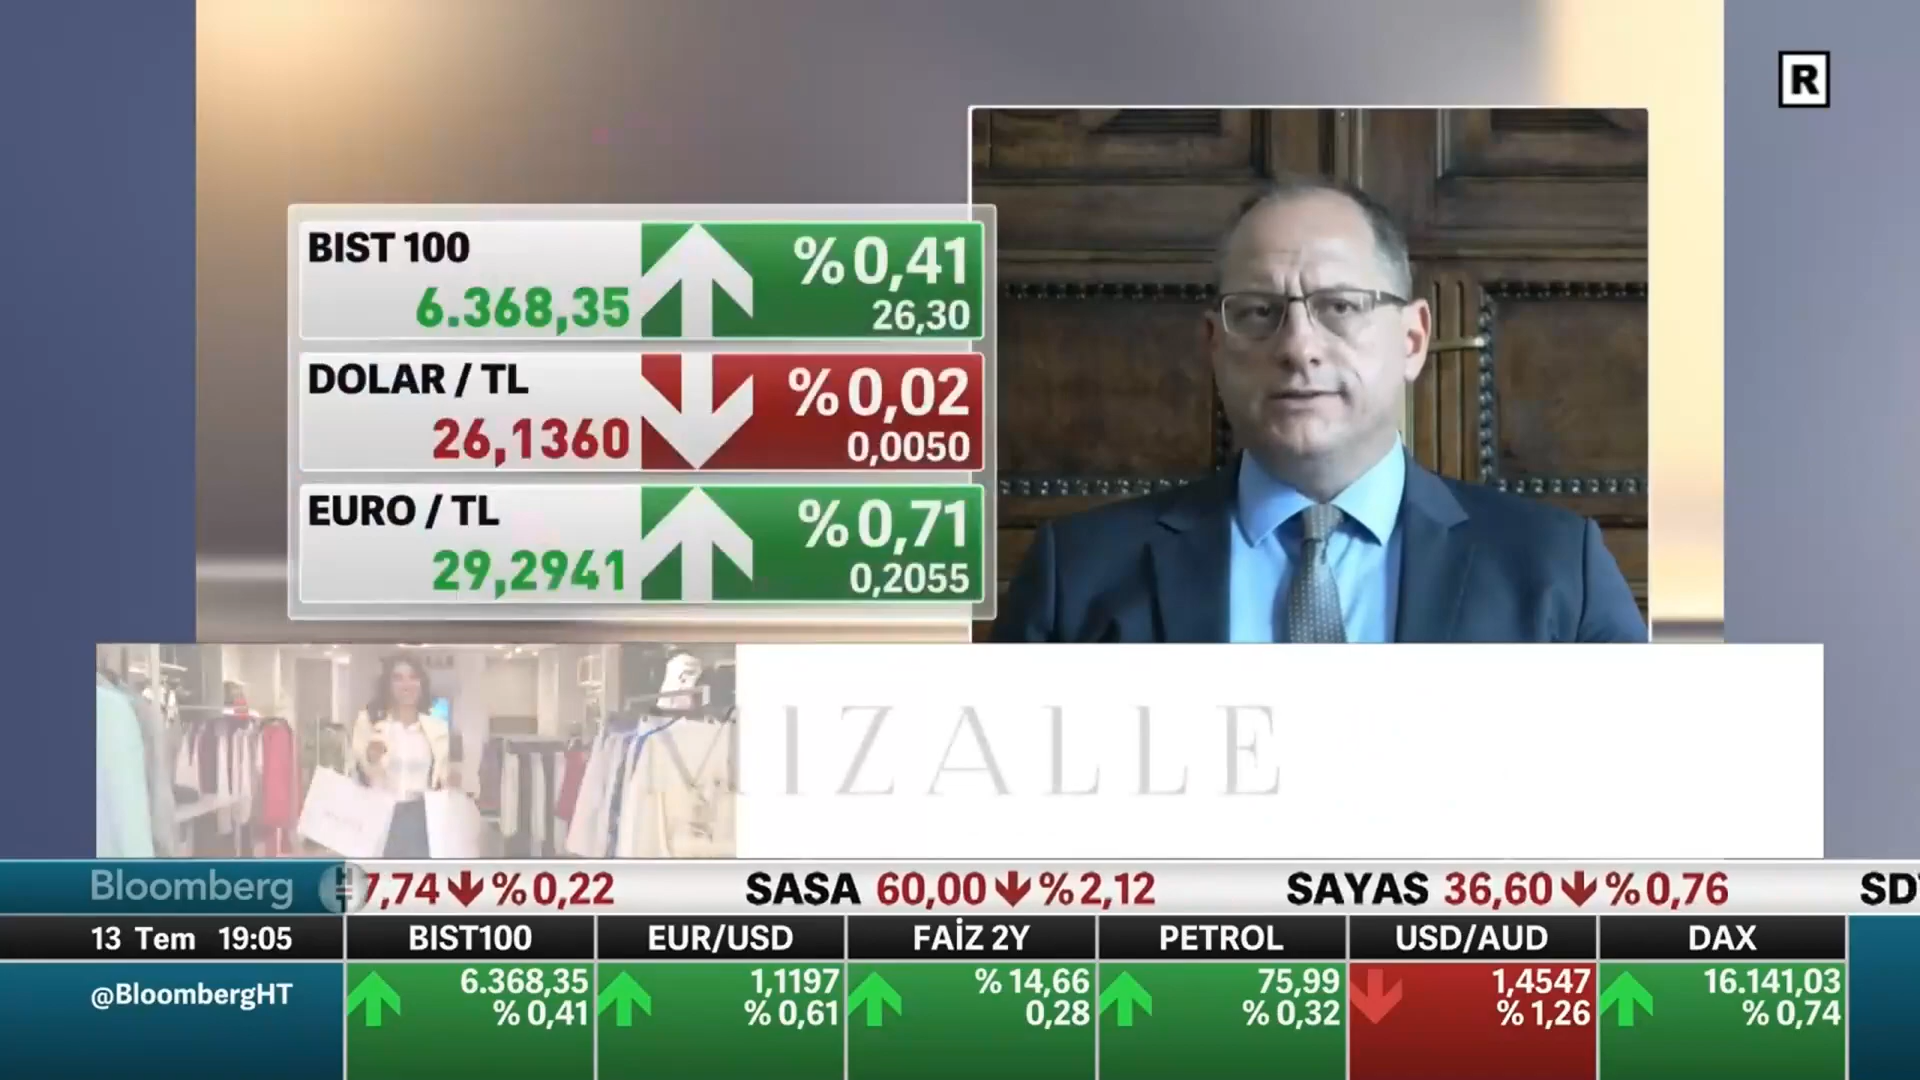 R
BIST 100
6.368,35
%0,41
26,30
DOLAR / TL
26,1360
%0,02
0,0050
EURO / TL
29,2941
%0,71
0,2055
MIZALLE
Bloomberg HT
7,74 %0,22 SASA 60,00 %2,12 SAYAS 36,60 %0,76
13 Tem 19:05
@BloombergHT
BIST100
6.368,35
% 0,41
EUR/USD
1,1197
% 0,61
FAİZ 2Y
% 14,66
0,28
PETROL
75,99
% 0,32
USD/AUD
1,4547
% 1,26
DAX
16.141,03
% 0,74